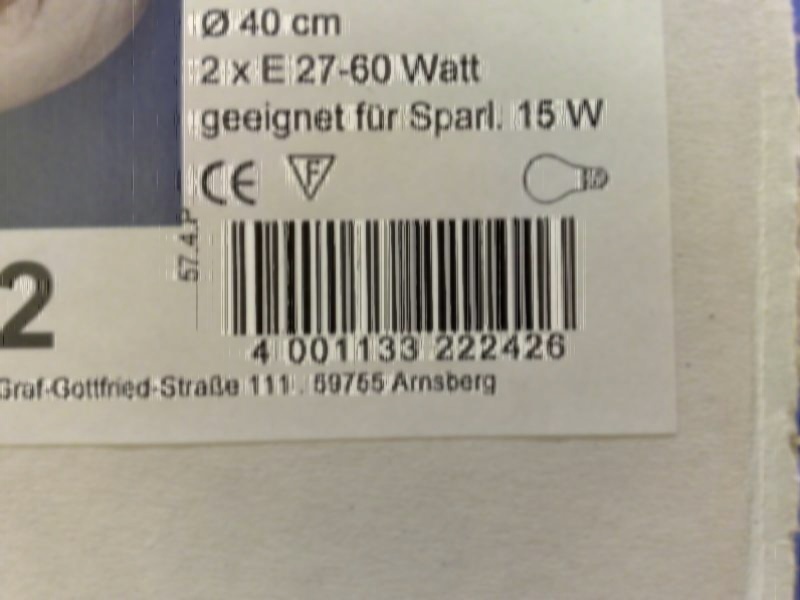 Ø 40 cm
2 x E 27-60 Watt
geeignet für Sparl. 15 W
CE F
57.4.P
2
4 001133 222426
Graf-Gottfried-Straße 111 . 59755 Arnsberg